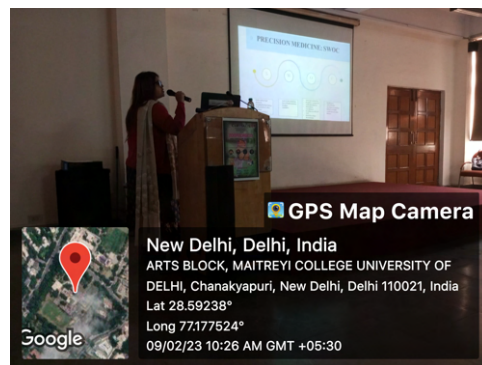 PRECISION MEDICINE: SWOC
GPS Map Camera
New Delhi, Delhi, India
ARTS BLOCK, MAITREYI COLLEGE UNIVERSITY OF
DELHI, Chanakyapuri, New Delhi, Delhi 110021, India
Lat 28.59238°
Long 77.177524°
09/02/23 10:26 AM GMT +05:30
Google